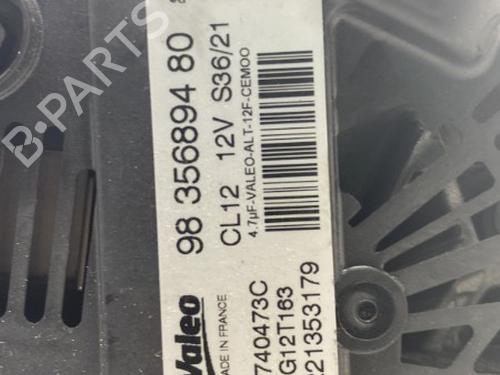 98 356894 80
CL12 12V S36/21
4.7µF-VALEO-ALT-12F-CEMOO
Valeo
MADE IN FRANCE
740473C
G12T163
21353179